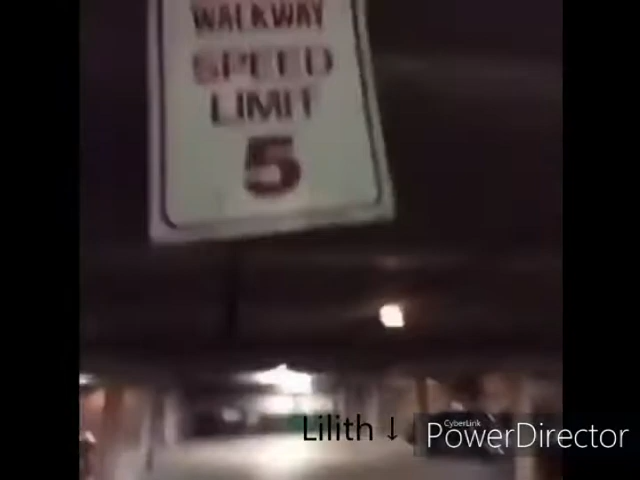 WALKWAY
SPEED
LIMIT
5
Lilith ↓
CyberLink
PowerDirector